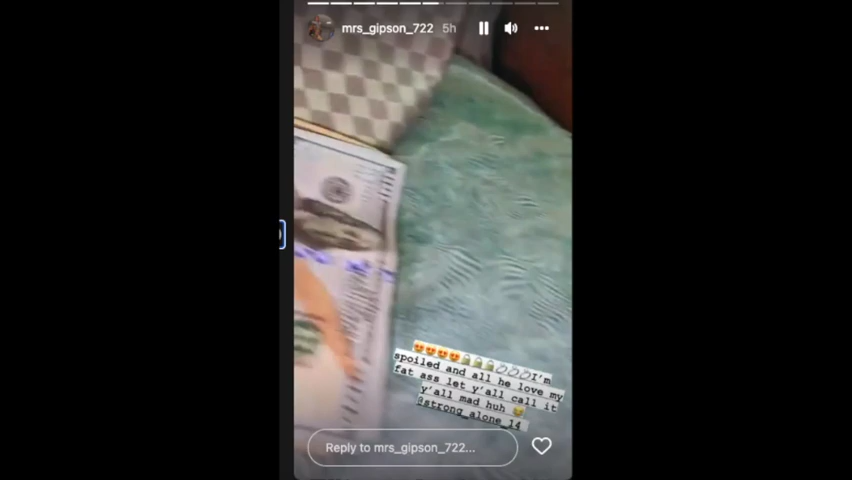 mrs_gipson_722 5h
😍😍😍😍🔒🔒🔒💍💍💍I'm
spoiled and all he love my
fat ass let y'all call it
y'all mad huh 😂
@strong_alone_14
Reply to mrs_gipson_722...